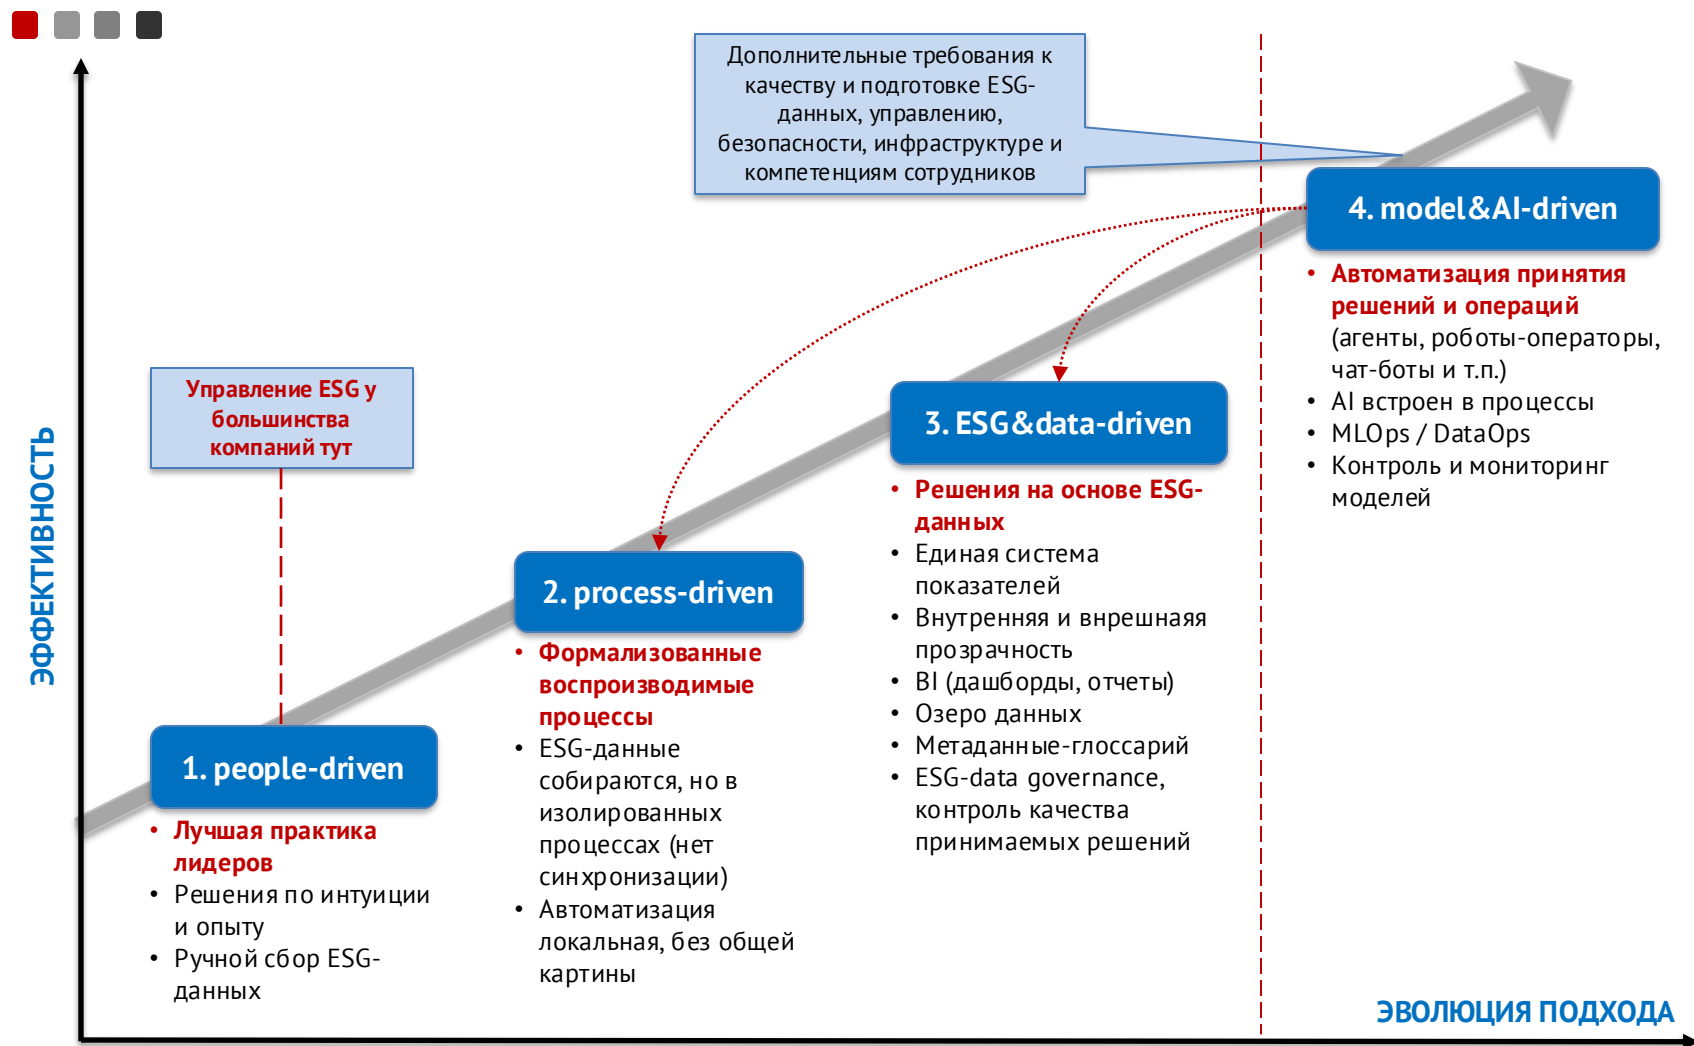 Дополнительные требования к
качеству и подготовке ESG-
данных, управлению,
безопасности, инфраструктуре и
компетенциям сотрудников
Управление ESG у
большинства
компаний тут
ЭФФЕКТИВНОСТЬ
1. people-driven
• Лучшая практика
лидеров
• Решения по интуиции
и опыту
• Ручной сбор ESG-
данных
2. process-driven
• Формализованные
воспроизводимые
процессы
• ESG-данные
собираются, но в
изолированных
процессах (нет
синхронизации)
• Автоматизация
локальная, без общей
картины
3. ESG&data-driven
• Решения на основе ESG-
данных
• Единая система
показателей
• Внутренняя и внрешнаяя
прозрачность
• BI (дашборды, отчеты)
• Озеро данных
• Метаданные-глоссарий
• ESG-data governance,
контроль качества
принимаемых решений
4. model&AI-driven
• Автоматизация принятия
решений и операций
(агенты, роботы-операторы,
чат-боты и т.п.)
• AI встроен в процессы
• MLOps / DataOps
• Контроль и мониторинг
моделей
ЭВОЛЮЦИЯ ПОДХОДА